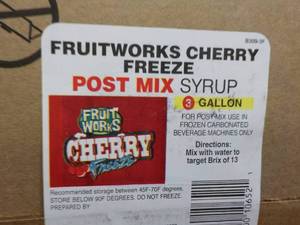 FRUITWORKS CHERRY
FREEZE
POST MIX SYRUP
3 GALLON
FOR POST MIX USE IN
FROZEN CARBONATED
BEVERAGE MACHINES ONLY
Directions:
Mix with water to
target Brix of 13
FRUIT
WORKS
CHERRY
Freeze
Recommended storage between 45F-70F degrees,
STORE BELOW 90F DEGREES. DO NOT FREEZE.
PREPARED BY